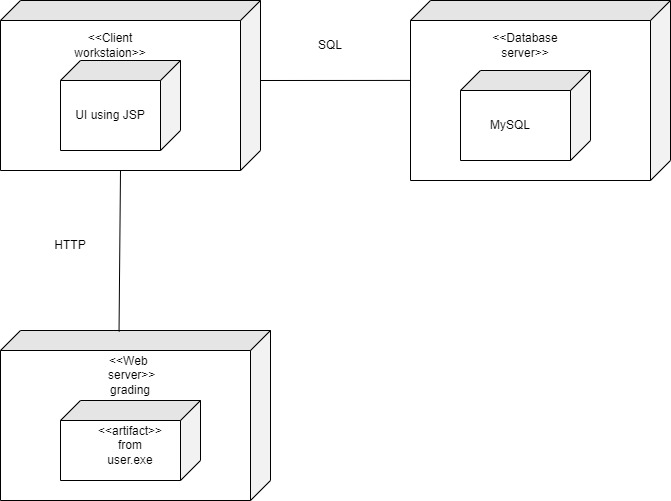 <<Client
workstaion>>
UI using JSP
SQL
<<Database
server>>
MySQL
HTTP
<<Web
server>>
grading
<<artifact>>
from
user.exe